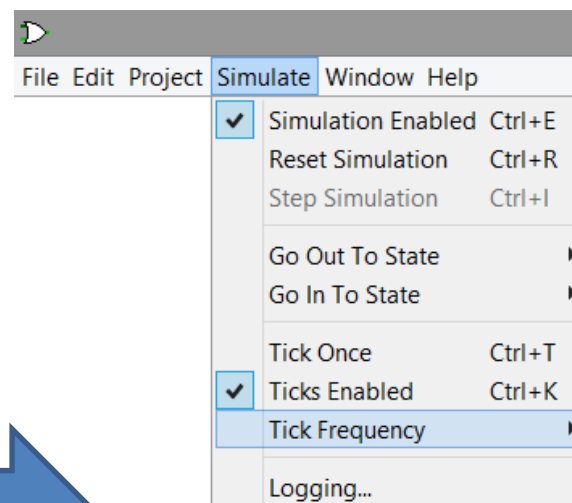 File Edit Project Simulate Window Help
Simulation Enabled Ctrl+E
Reset Simulation Ctrl+R
Step Simulation Ctrl+I
Go Out To State
Go In To State
Tick Once Ctrl+T
Ticks Enabled Ctrl+K
Tick Frequency
Logging...